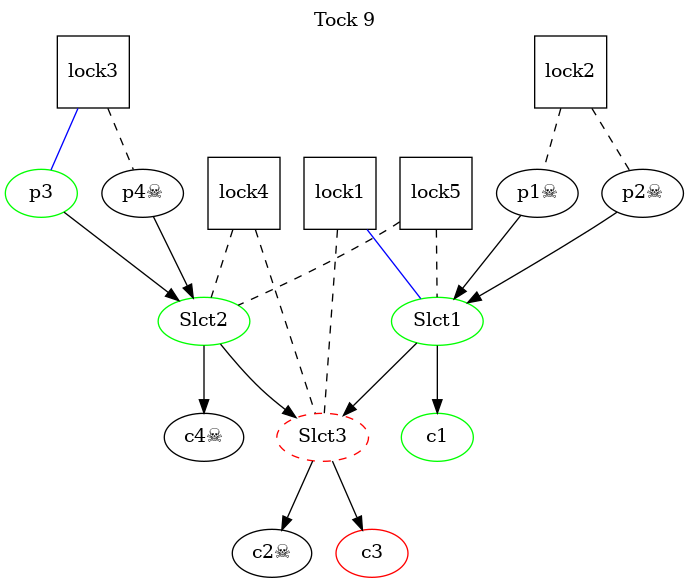 Tock 9
lock3
lock2
p3
p4☠
lock4
lock1
lock5
p1☠
p2☠
Slct2
Slct1
c4☠
Slct3
c1
c2☠
c3